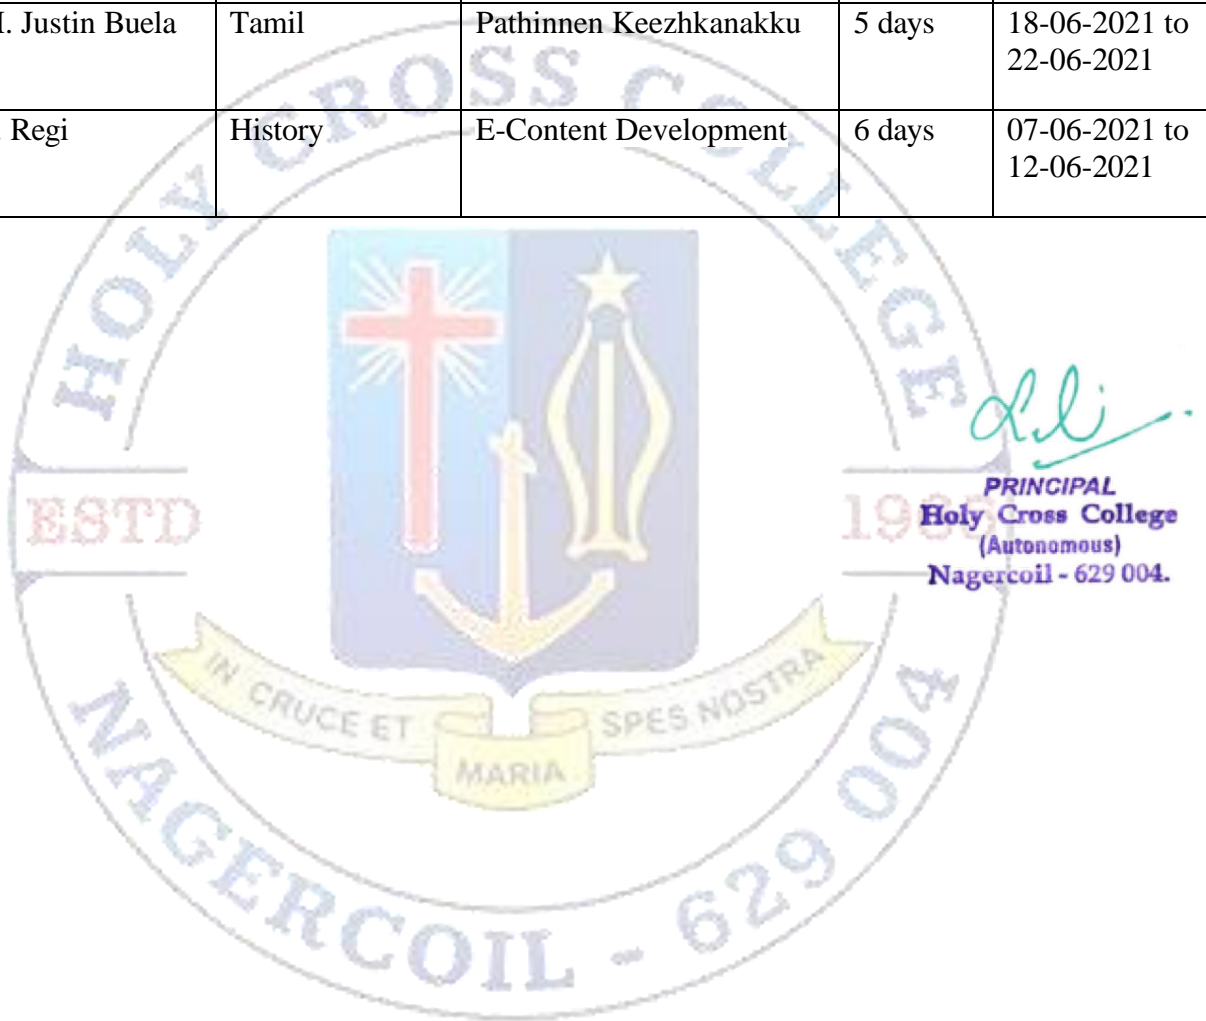 . Justin Buela Tamil Pathinnen Keezhkanakku 5 days 18-06-2021 to
22-06-2021
. Regi History E-Content Development 6 days 07-06-2021 to
12-06-2021
HOLY CROSS COLLEGE
ESTD
PRINCIPAL
Holy Cross College
(Autonomous)
Nagercoil - 629 004.
IN CRUCE ET MARIA SPES NOSTRA
NAGERCOIL - 629 004